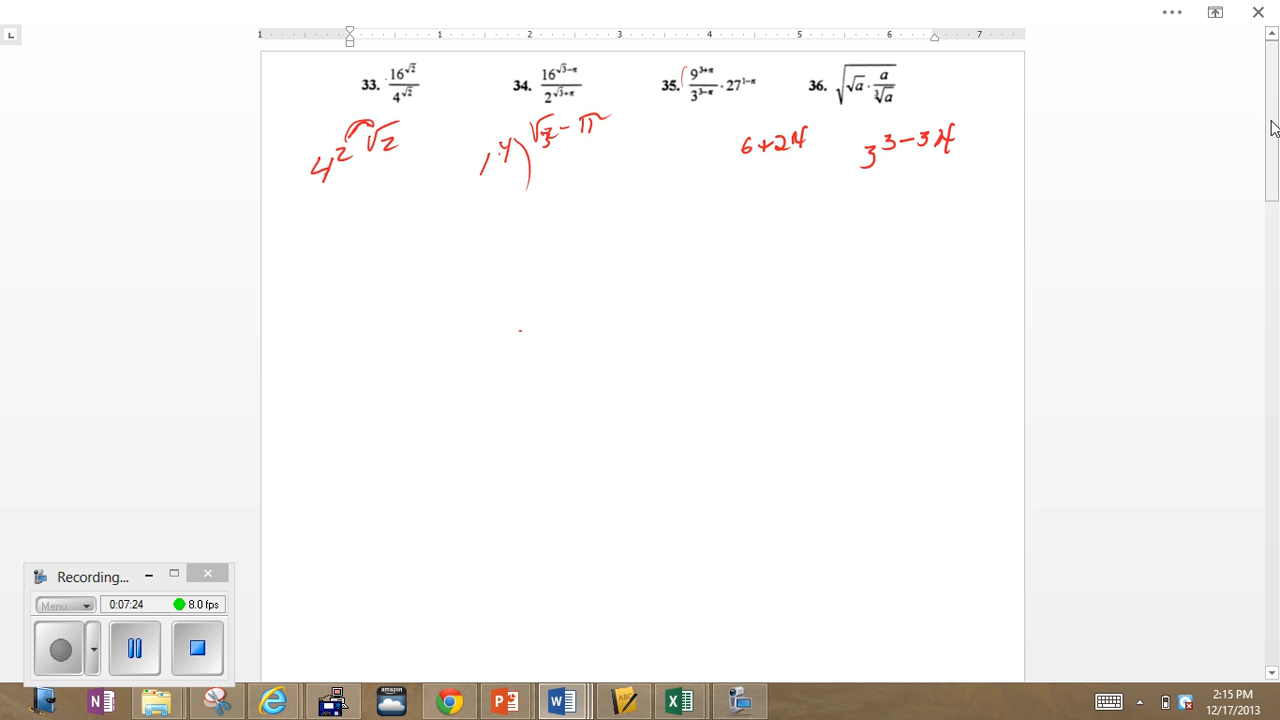 1 1 2 3 4 5 6 7
33. 16^√2 / 4^√2 34. 16^(√3−π) / 2^(√3+π) 35. 9^(3+π) / 3^(3−π) · 27^(1−π) 36. √(√a · a/∛a)
4^2 √2 √3 − π 6+2π 3^(3−3π)
Recording...
Menu 0:07:24 8.0 fps
amazon
2:15 PM
12/17/2013